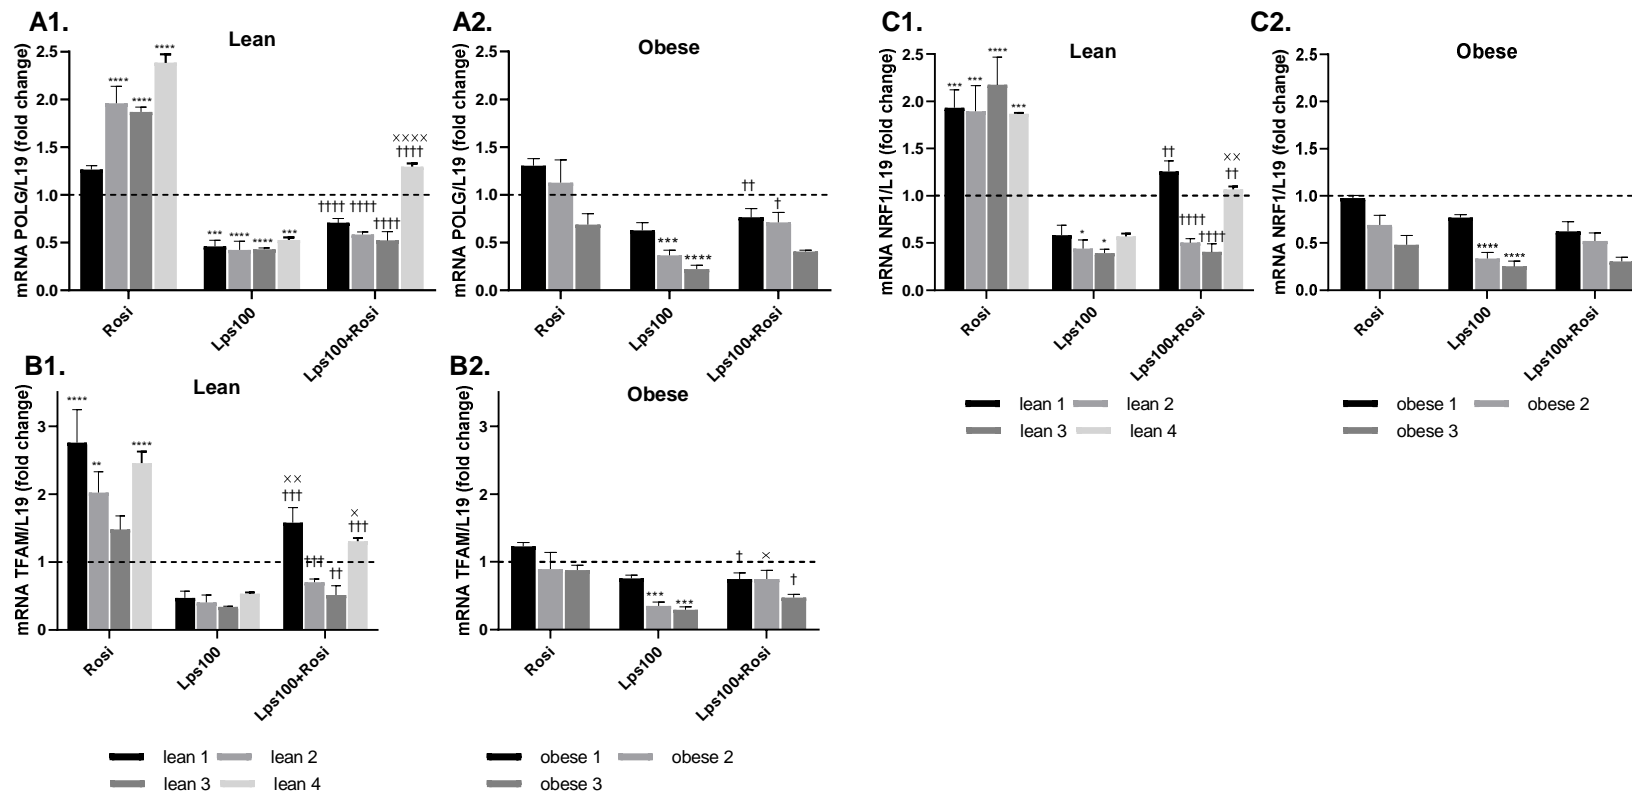 A1.
Lean
mRNA POLG/L19 (fold change)
2.5
2.0
1.5
1.0
0.5
0.0
****
****
****
***
****
****
***
††††
††††
††††
××××
††††
Rosi
Lps100
Lps100+Rosi
A2.
Obese
mRNA POLG/L19 (fold change)
2.5
2.0
1.5
1.0
0.5
0.0
***
****
††
†
Rosi
Lps100
Lps100+Rosi
C1.
Lean
mRNA NRF1/L19 (fold change)
2.5
2.0
1.5
1.0
0.5
0.0
***
***
****
***
*
*
††
††††
††††
××
††
Rosi
Lps100
Lps100+Rosi
lean 1
lean 2
lean 3
lean 4
C2.
Obese
mRNA NRF1/L19 (fold change)
2.5
2.0
1.5
1.0
0.5
0.0
****
****
Rosi
Lps100
Lps100+Rosi
obese 1
obese 2
obese 3
B1.
Lean
mRNA TFAM/L19 (fold change)
3
2
1
0
****
**
****
××
†††
†††
††
×
†††
Rosi
Lps100
Lps100+Rosi
lean 1
lean 2
lean 3
lean 4
B2.
Obese
mRNA TFAM/L19 (fold change)
3
2
1
0
***
***
†
×
†
Rosi
Lps100
Lps100+Rosi
obese 1
obese 2
obese 3